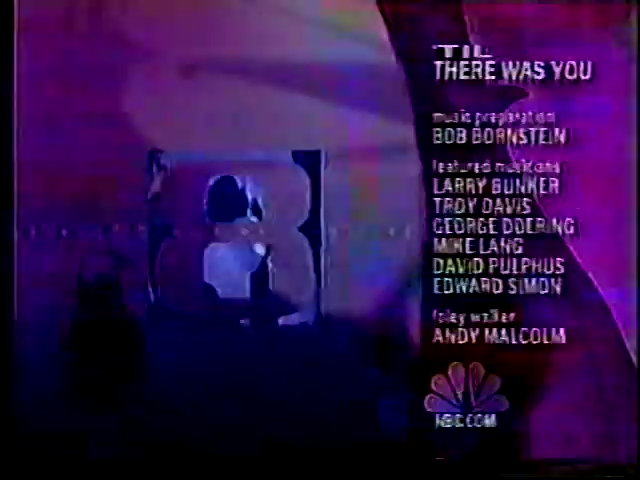 'TIL
THERE WAS YOU
music preparation
BOB BORNSTEIN
featured musicians
LARRY BUNKER
TROY DAVIS
GEORGE DOERING
MIKE LANG
DAVID PULPHUS
EDWARD SIMON
foley walker
ANDY MALCOLM
NBC.COM